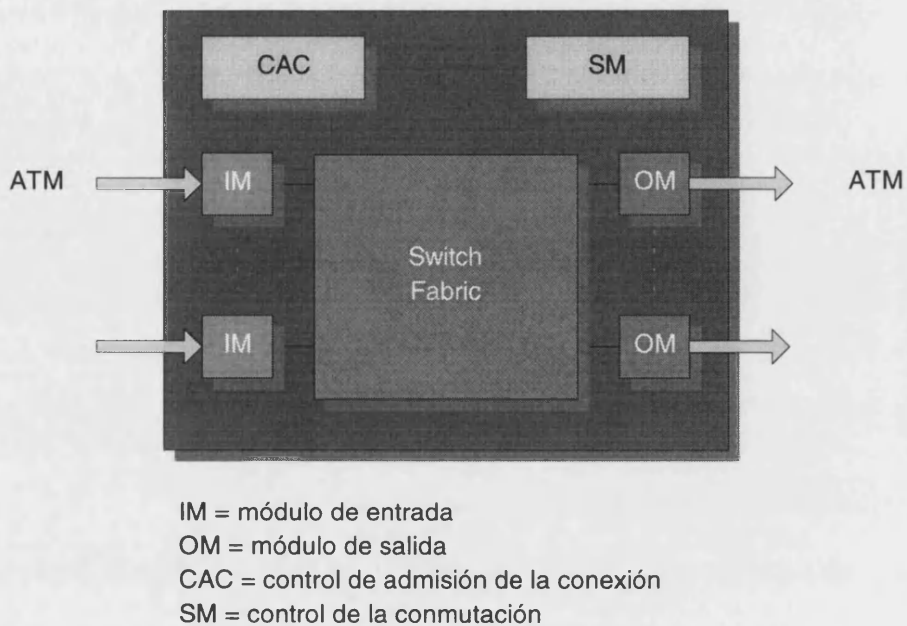 CAC
SM
ATM
IM
OM
ATM
Switch
Fabric
IM
OM
IM = módulo de entrada
OM = módulo de salida
CAC = control de admisión de la conexión
SM = control de la conmutación